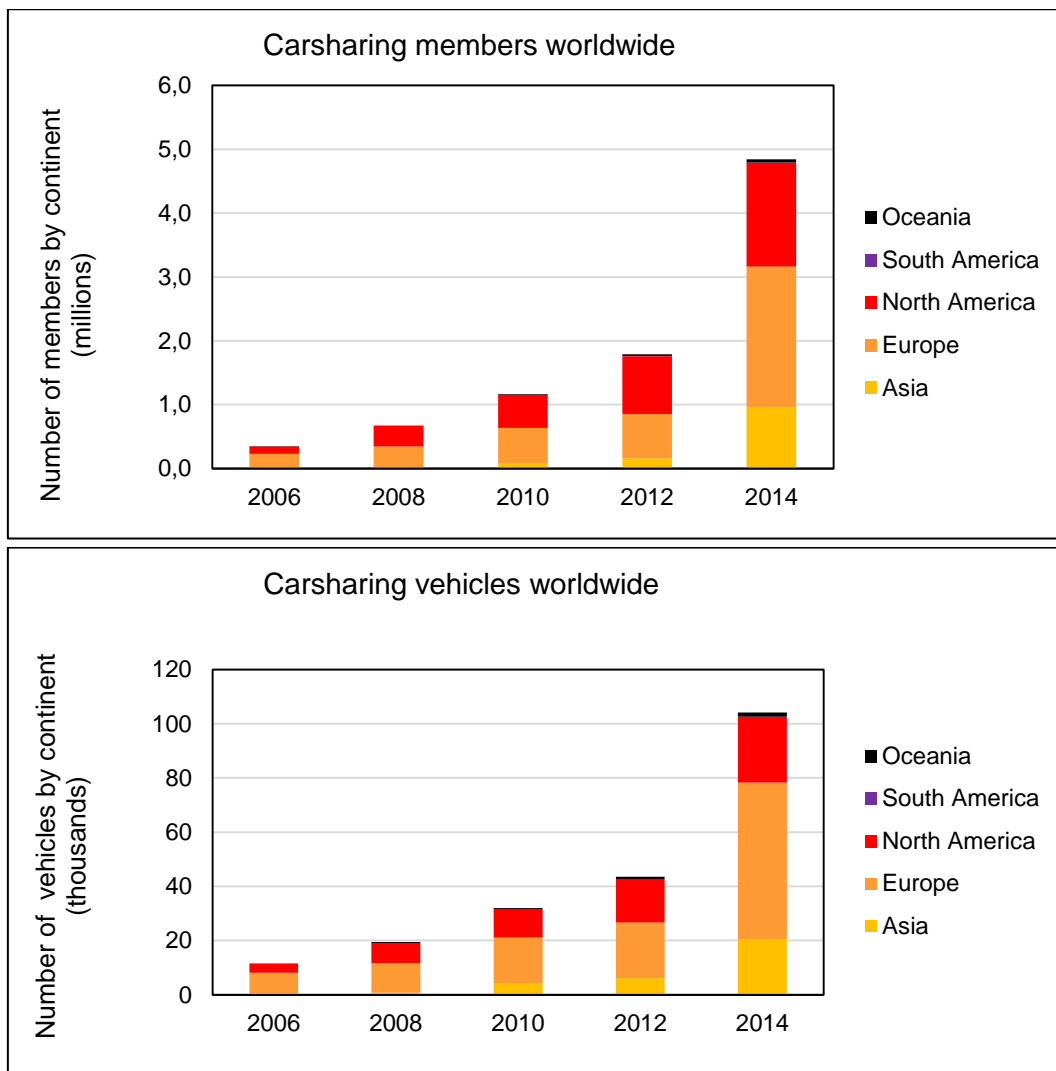 Carsharing members worldwide
Number of members by continent
(millions)
6,0
5,0
4,0
3,0
2,0
1,0
0,0
2006 2008 2010 2012 2014
Oceania
South America
North America
Europe
Asia
Carsharing vehicles worldwide
Number of vehicles by continent
(thousands)
120
100
80
60
40
20
0
2006 2008 2010 2012 2014
Oceania
South America
North America
Europe
Asia